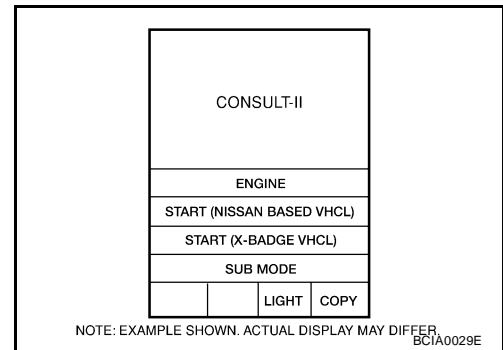 CONSULT-II
ENGINE
START (NISSAN BASED VHCL)
START (X-BADGE VHCL)
SUB MODE
LIGHT COPY
NOTE: EXAMPLE SHOWN. ACTUAL DISPLAY MAY DIFFER.
BCIA0029E